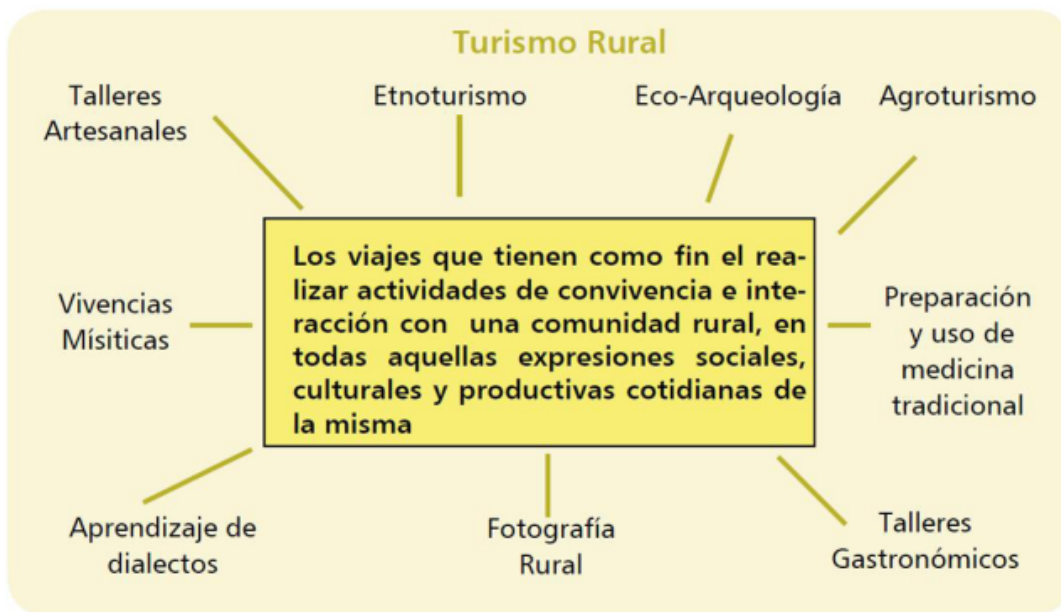 Turismo Rural
Talleres
Artesanales
Etnoturismo
Eco-Arqueología
Agroturismo
Los viajes que tienen como fin el rea-
lizar actividades de convivencia e inte-
racción con una comunidad rural, en
todas aquellas expresiones sociales,
culturales y productivas cotidianas de
la misma
Vivencias
Mísiticas
Preparación
y uso de
medicina
tradicional
Aprendizaje de
dialectos
Fotografía
Rural
Talleres
Gastronómicos